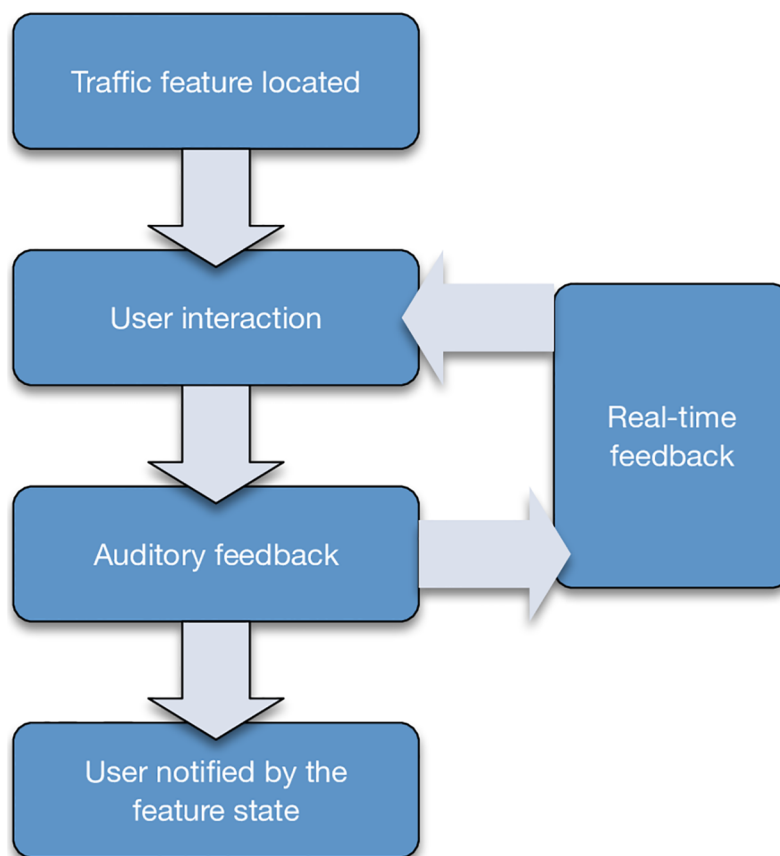 Traffic feature located
User interaction
Real-time
feedback
Auditory feedback
User notified by the
feature state